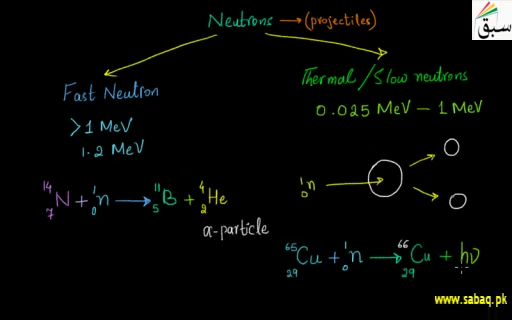 Neutrons → (projectiles)
سبق
Fast Neutron
> 1 MeV
1.2 MeV
¹⁴₇N + ¹₀n → ¹¹₅B + ⁴₂He
α-particle
Thermal / Slow neutrons
0.025 MeV – 1 MeV
¹₀n
⁶⁵₂₉Cu + ¹₀n → ⁶⁶₂₉Cu + hν
www.sabaq.pk